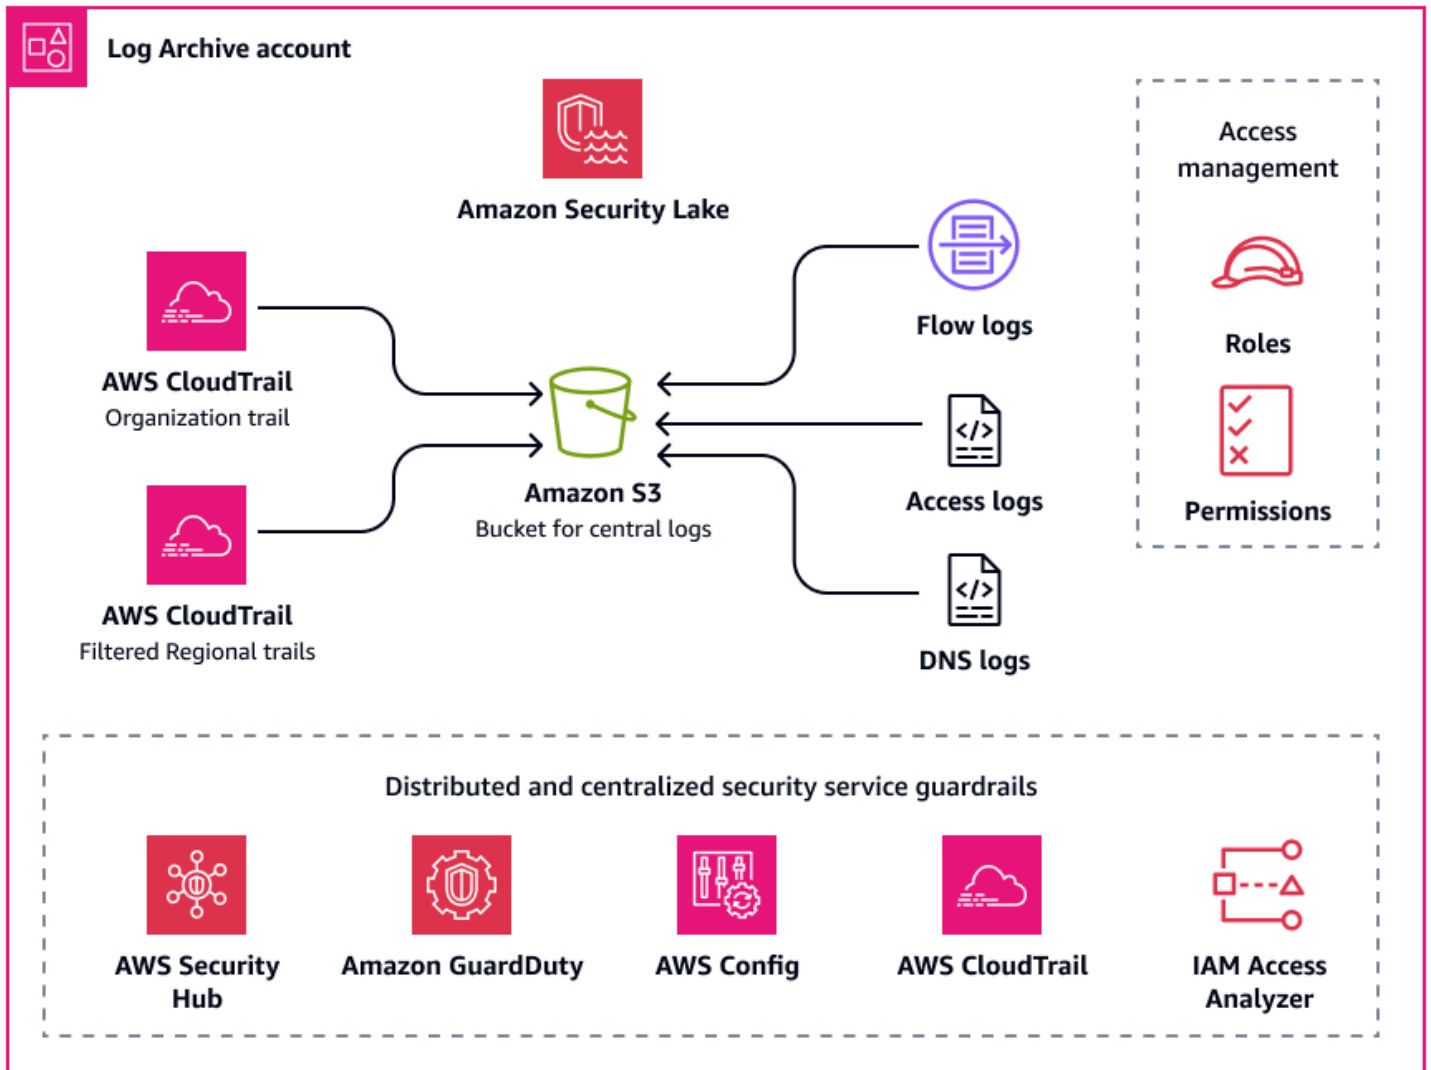 Log Archive account
Amazon Security Lake
Access
management
Flow logs
Roles
AWS CloudTrail
Organization trail
Amazon S3
Bucket for central logs
Access logs
Permissions
AWS CloudTrail
Filtered Regional trails
DNS logs
Distributed and centralized security service guardrails
AWS Security
Hub
Amazon GuardDuty
AWS Config
AWS CloudTrail
IAM Access
Analyzer